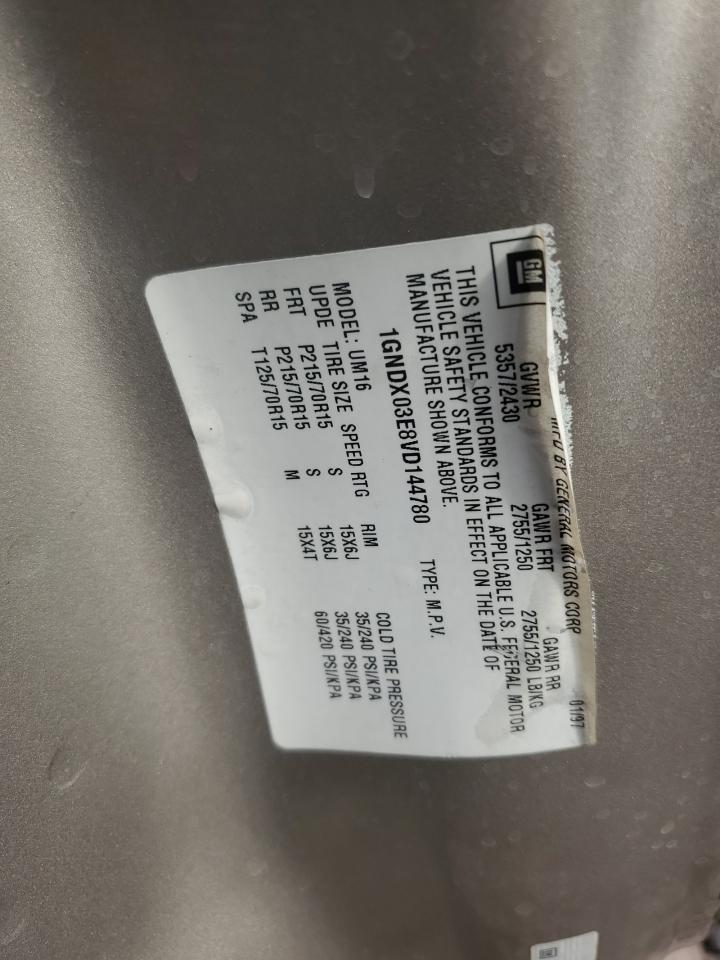 GM
MFD BY GENERAL MOTORS CORP 01/97
GVWR GAWR FRT GAWR RR
5357/2430 2755/1250 2755/1250 LB/KG
THIS VEHICLE CONFORMS TO ALL APPLICABLE U.S. FEDERAL MOTOR
VEHICLE SAFETY STANDARDS IN EFFECT ON THE DATE OF
MANUFACTURE SHOWN ABOVE.
1GNDX03E8VD144780 TYPE: M.P.V.
MODEL: UM16
UPDE TIRE SIZE SPEED RTG RIM COLD TIRE PRESSURE
FRT P215/70R15 S 15X6J 35/240 PSI/KPA
RR P215/70R15 S 15X6J 35/240 PSI/KPA
SPA T125/70R15 M 15X4T 60/420 PSI/KPA